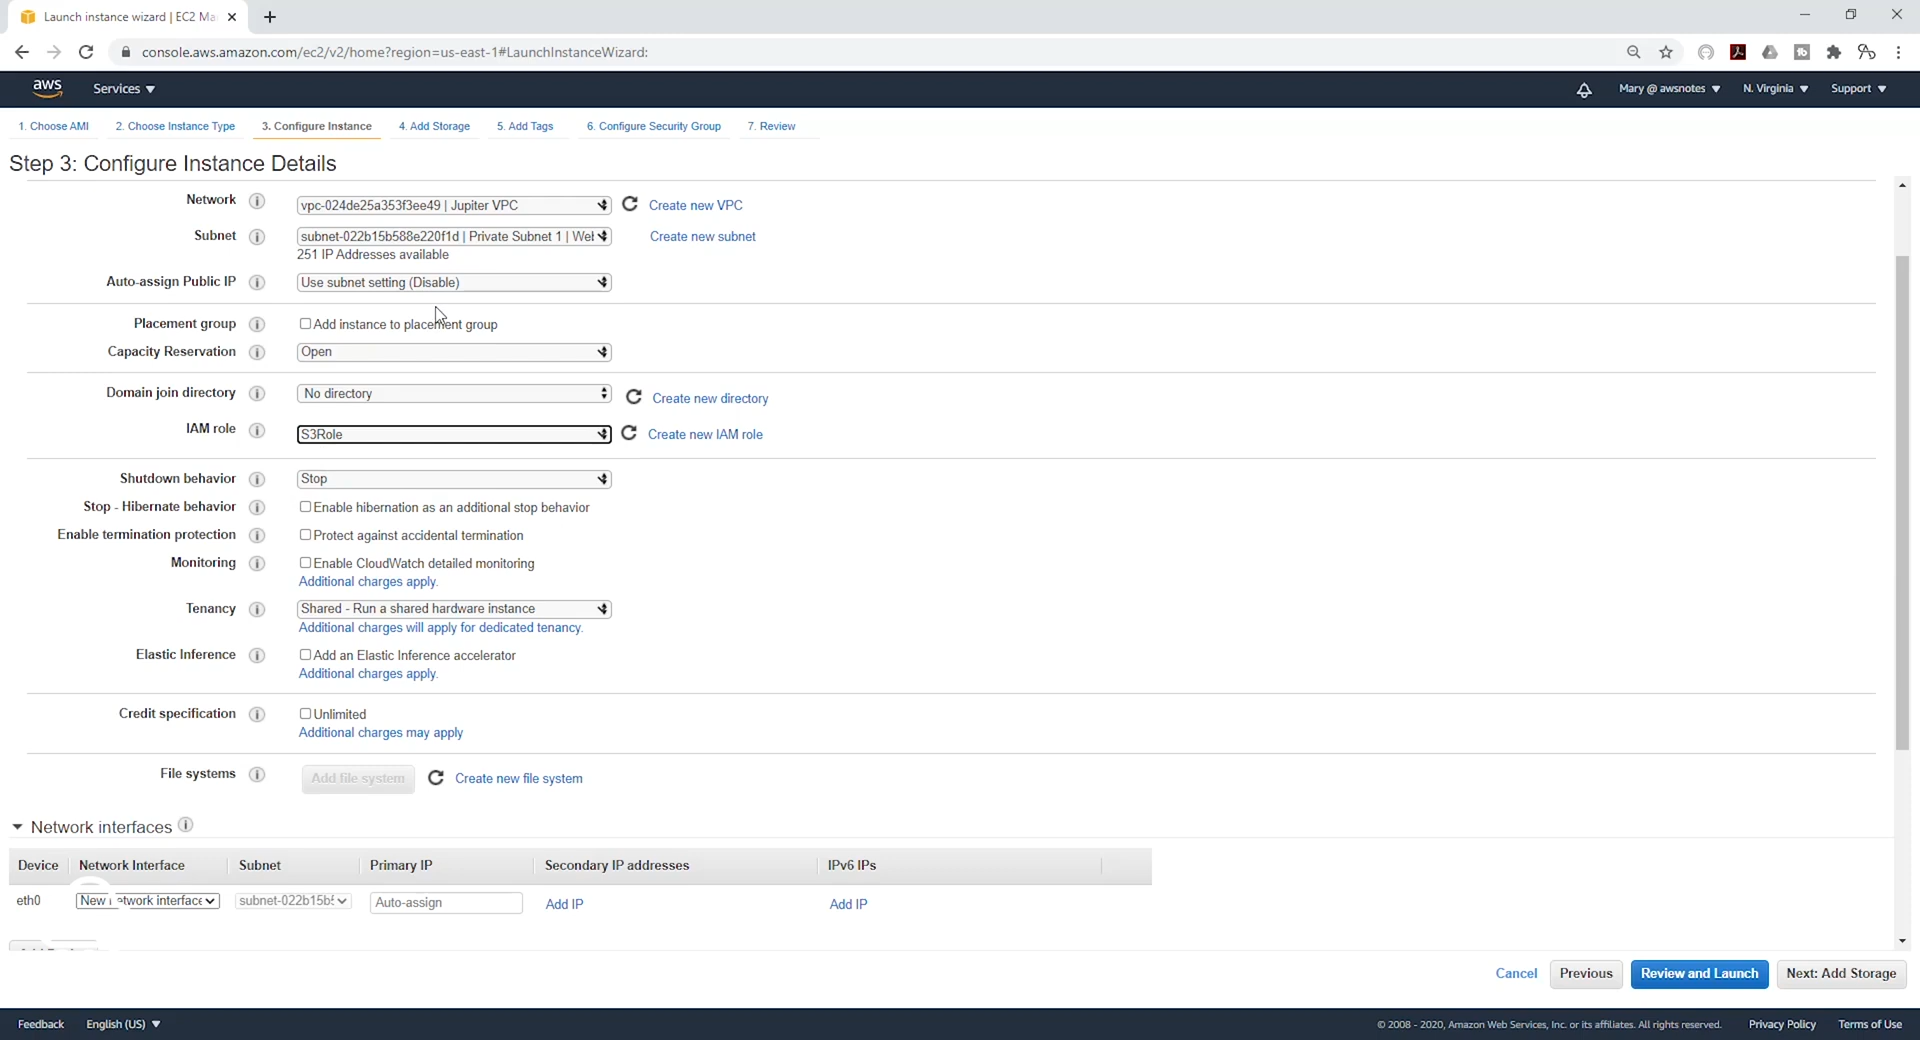 Launch instance wizard | EC2 Ma
console.aws.amazon.com/ec2/v2/home?region=us-east-1#LaunchInstanceWizard:
aws Services Mary @ awsnotes N. Virginia Support
1. Choose AMI 2. Choose Instance Type 3. Configure Instance 4. Add Storage 5. Add Tags 6. Configure Security Group 7. Review
Step 3: Configure Instance Details
Network vpc-024de25a353f3ee49 | Jupiter VPC Create new VPC
Subnet subnet-022b15b588e220f1d | Private Subnet 1 | Wel Create new subnet
251 IP Addresses available
Auto-assign Public IP Use subnet setting (Disable)
Placement group Add instance to placement group
Capacity Reservation Open
Domain join directory No directory Create new directory
IAM role S3Role Create new IAM role
Shutdown behavior Stop
Stop - Hibernate behavior Enable hibernation as an additional stop behavior
Enable termination protection Protect against accidental termination
Monitoring Enable CloudWatch detailed monitoring
Additional charges apply.
Tenancy Shared - Run a shared hardware instance
Additional charges will apply for dedicated tenancy.
Elastic Inference Add an Elastic Inference accelerator
Additional charges apply.
Credit specification Unlimited
Additional charges may apply
File systems Add file system Create new file system
Network interfaces
Device Network Interface Subnet Primary IP Secondary IP addresses IPv6 IPs
eth0 New network interface subnet-022b15b5 Auto-assign Add IP Add IP
Cancel Previous Review and Launch Next: Add Storage
Feedback English (US) © 2008 - 2020, Amazon Web Services, Inc. or its affiliates. All rights reserved. Privacy Policy Terms of Use